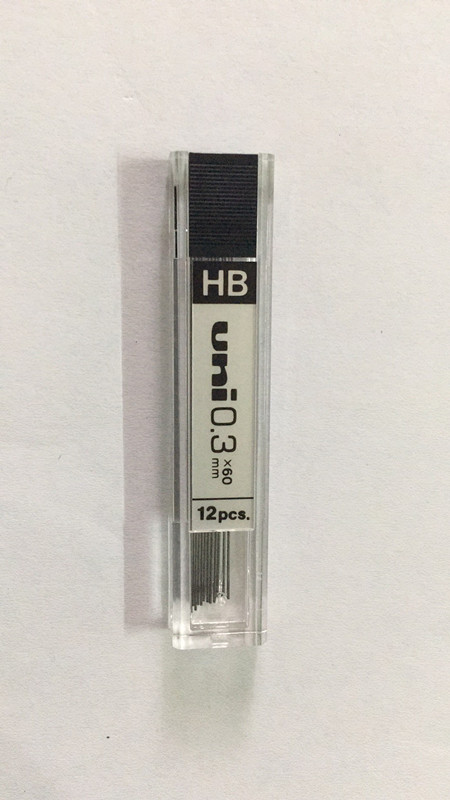 HB
uni 0.3 ×60
mm
12pcs.